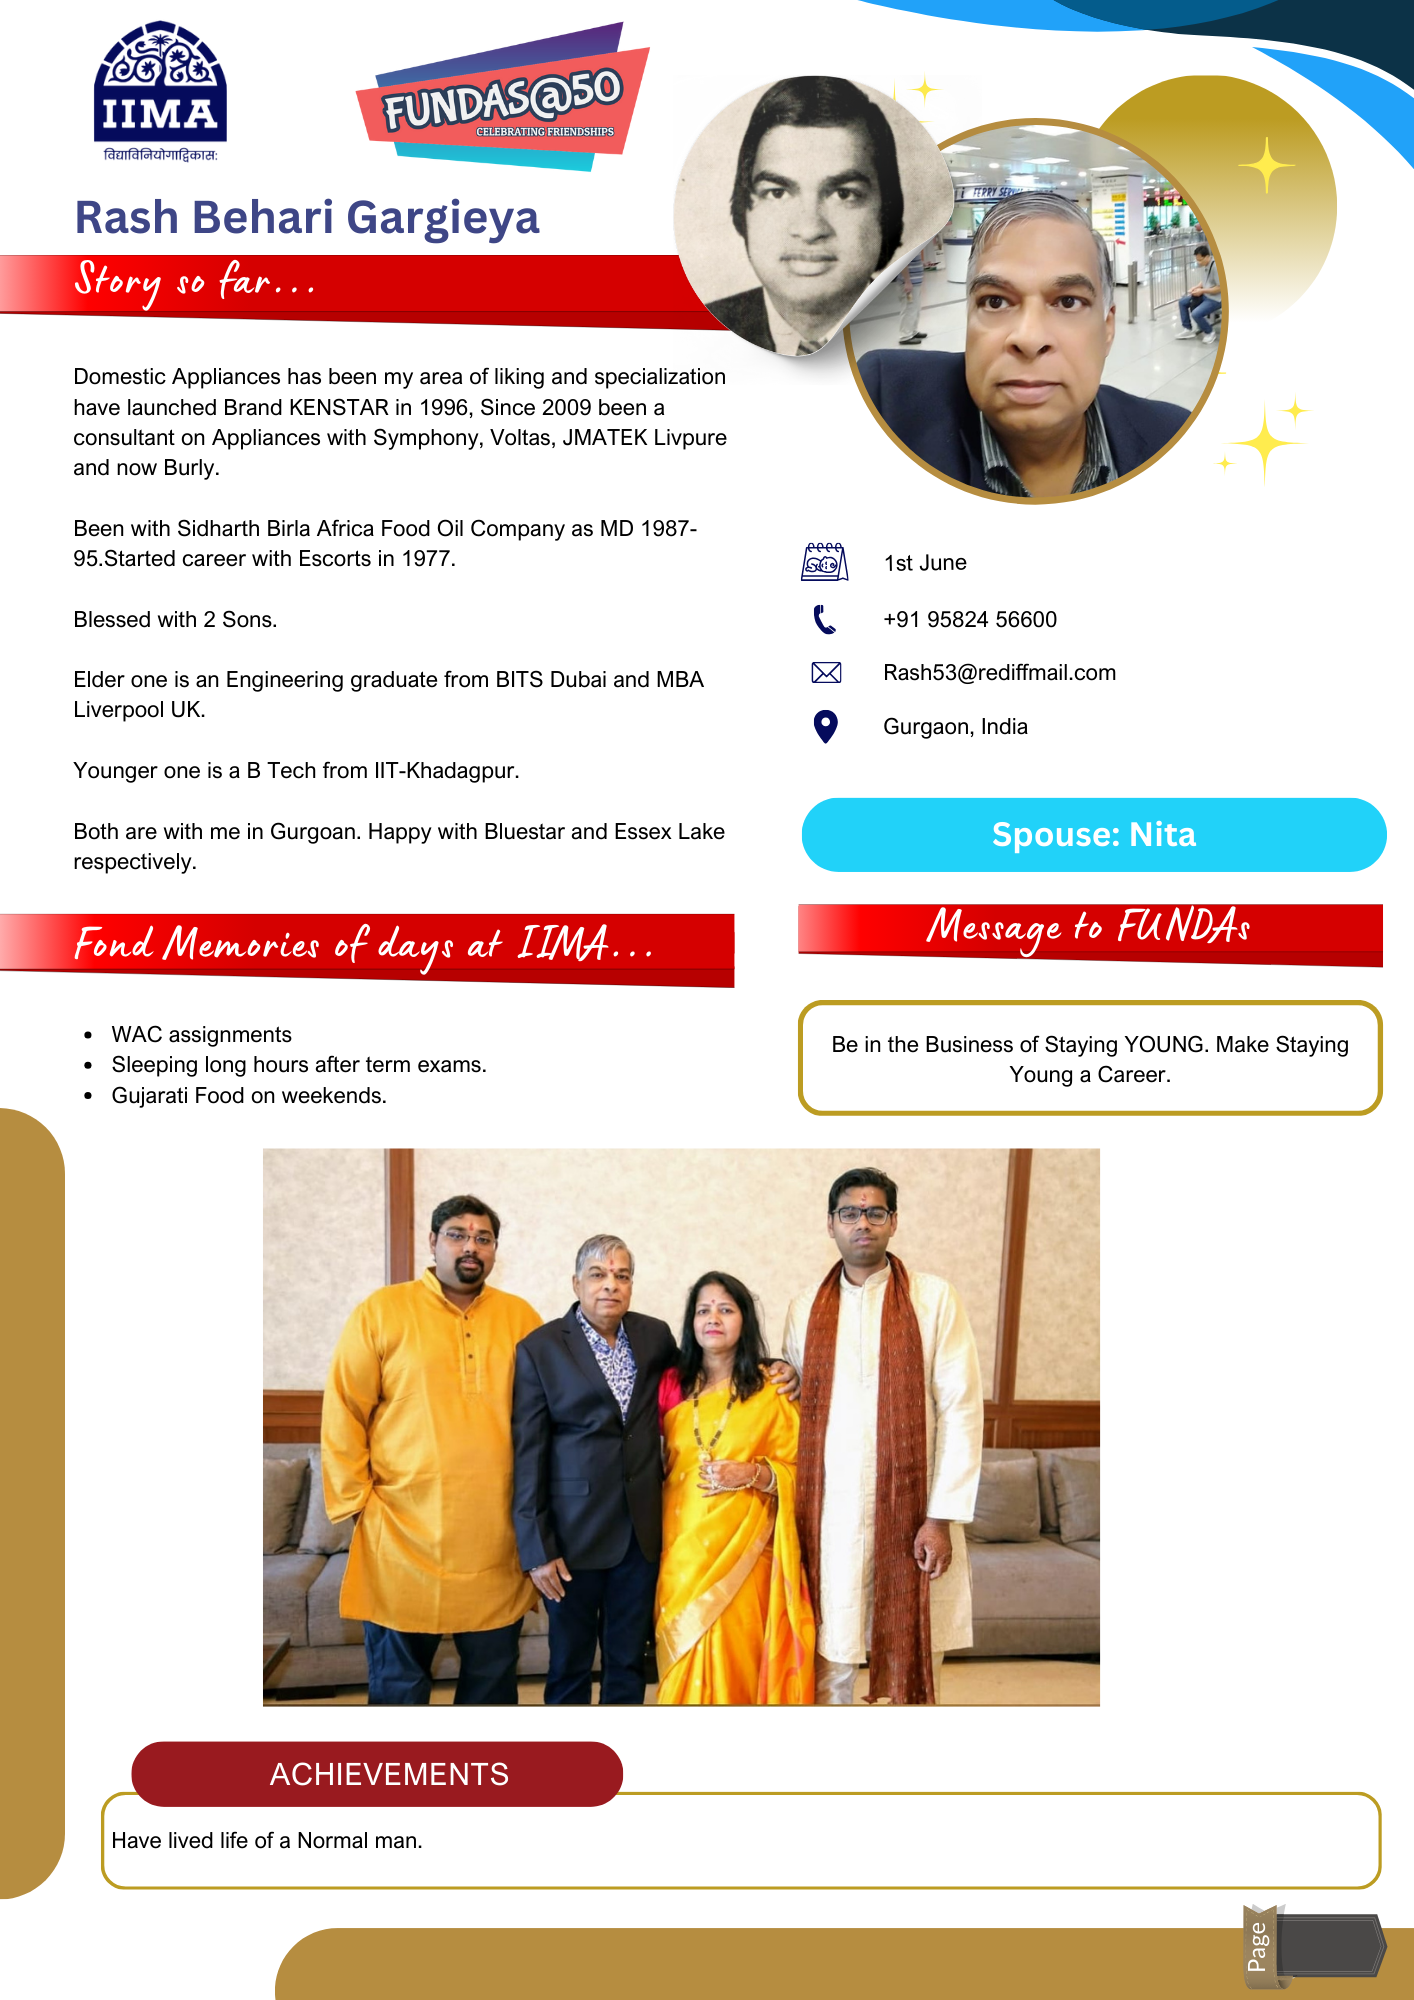 IIMA
विद्याविनियोगाद्विकास:
FUNDAS@50
CELEBRATING FRIENDSHIPS
Rash Behari Gargieya
Story so far...
Domestic Appliances has been my area of liking and specialization
have launched Brand KENSTAR in 1996, Since 2009 been a
consultant on Appliances with Symphony, Voltas, JMATEK Livpure
and now Burly.
Been with Sidharth Birla Africa Food Oil Company as MD 1987-
95.Started career with Escorts in 1977.
Blessed with 2 Sons.
Elder one is an Engineering graduate from BITS Dubai and MBA
Liverpool UK.
Younger one is a B Tech from IIT-Khadagpur.
Both are with me in Gurgoan. Happy with Bluestar and Essex Lake
respectively.
FERRY
1st June
+91 95824 56600
Rash53@rediffmail.com
Gurgaon, India
Spouse: Nita
Fond Memories of days at IIMA...
WAC assignments
Sleeping long hours after term exams.
Gujarati Food on weekends.
Message to FUNDAs
Be in the Business of Staying YOUNG. Make Staying
Young a Career.
ACHIEVEMENTS
Have lived life of a Normal man.
Page